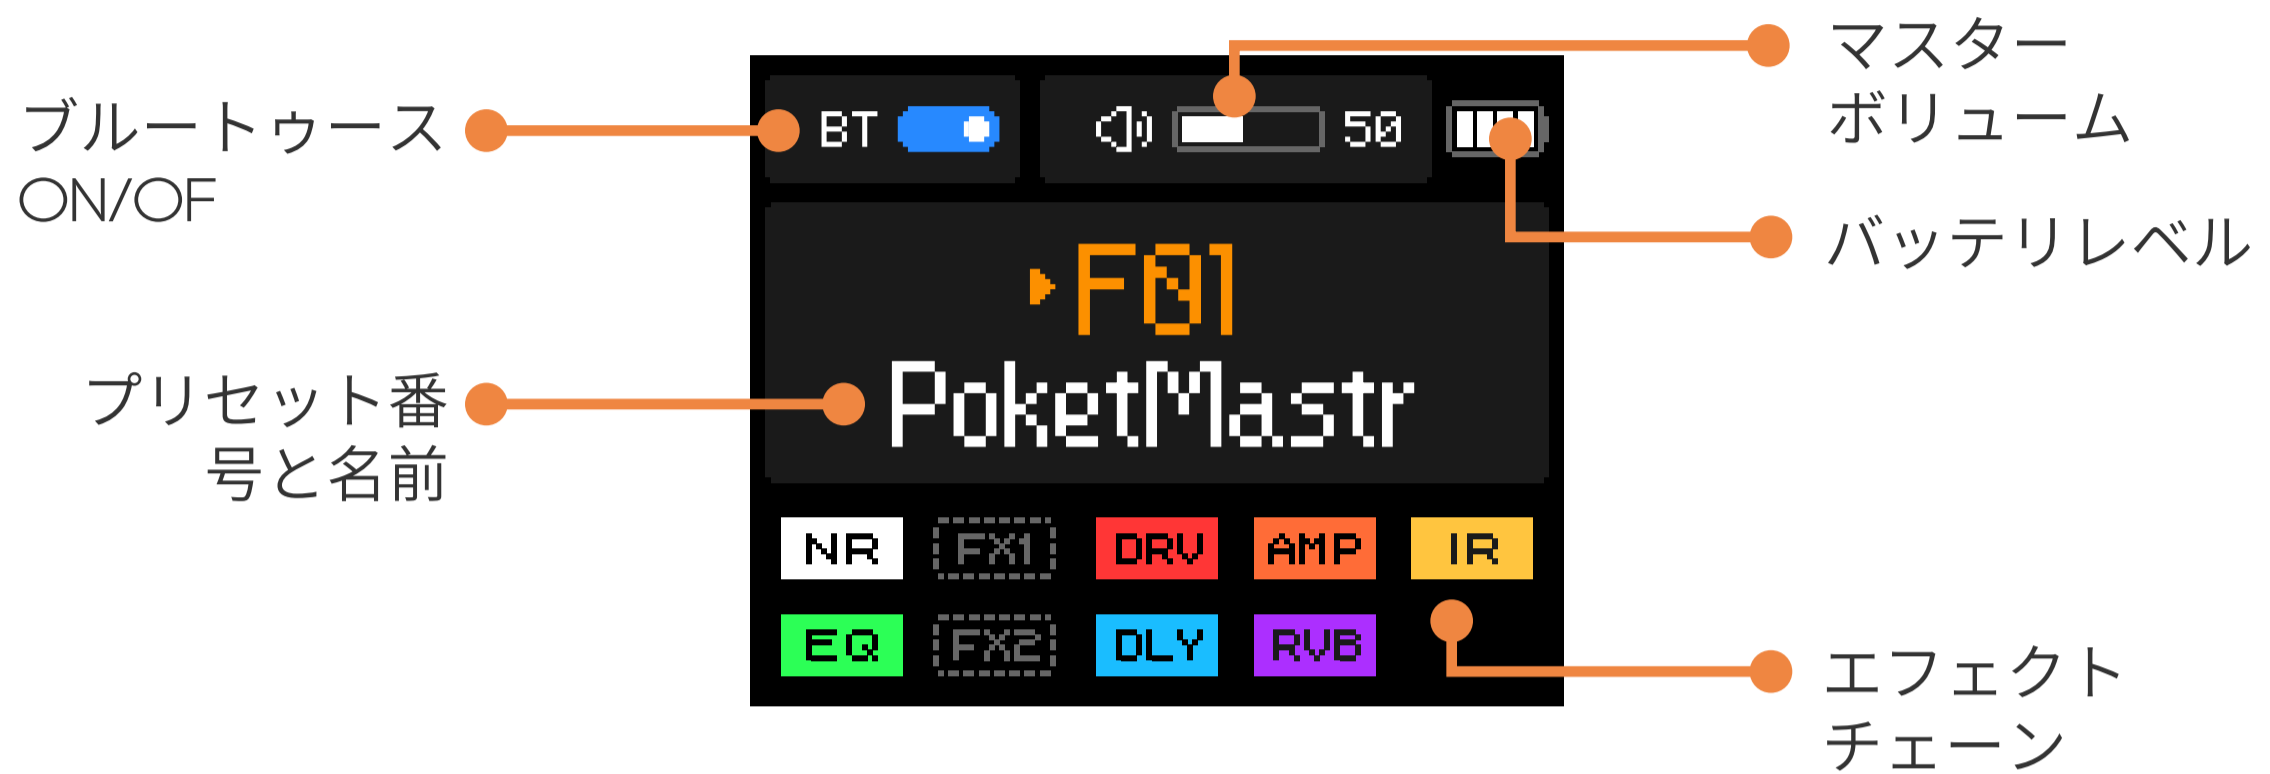 ブルートゥース
ON/OF
BT
50
マスター
ボリューム
バッテリレベル
F01
PoketMastr
プリセット番
号と名前
NR FX1 DRV AMP IR
EQ FX2 DLY RVB
エフェクト
チェーン